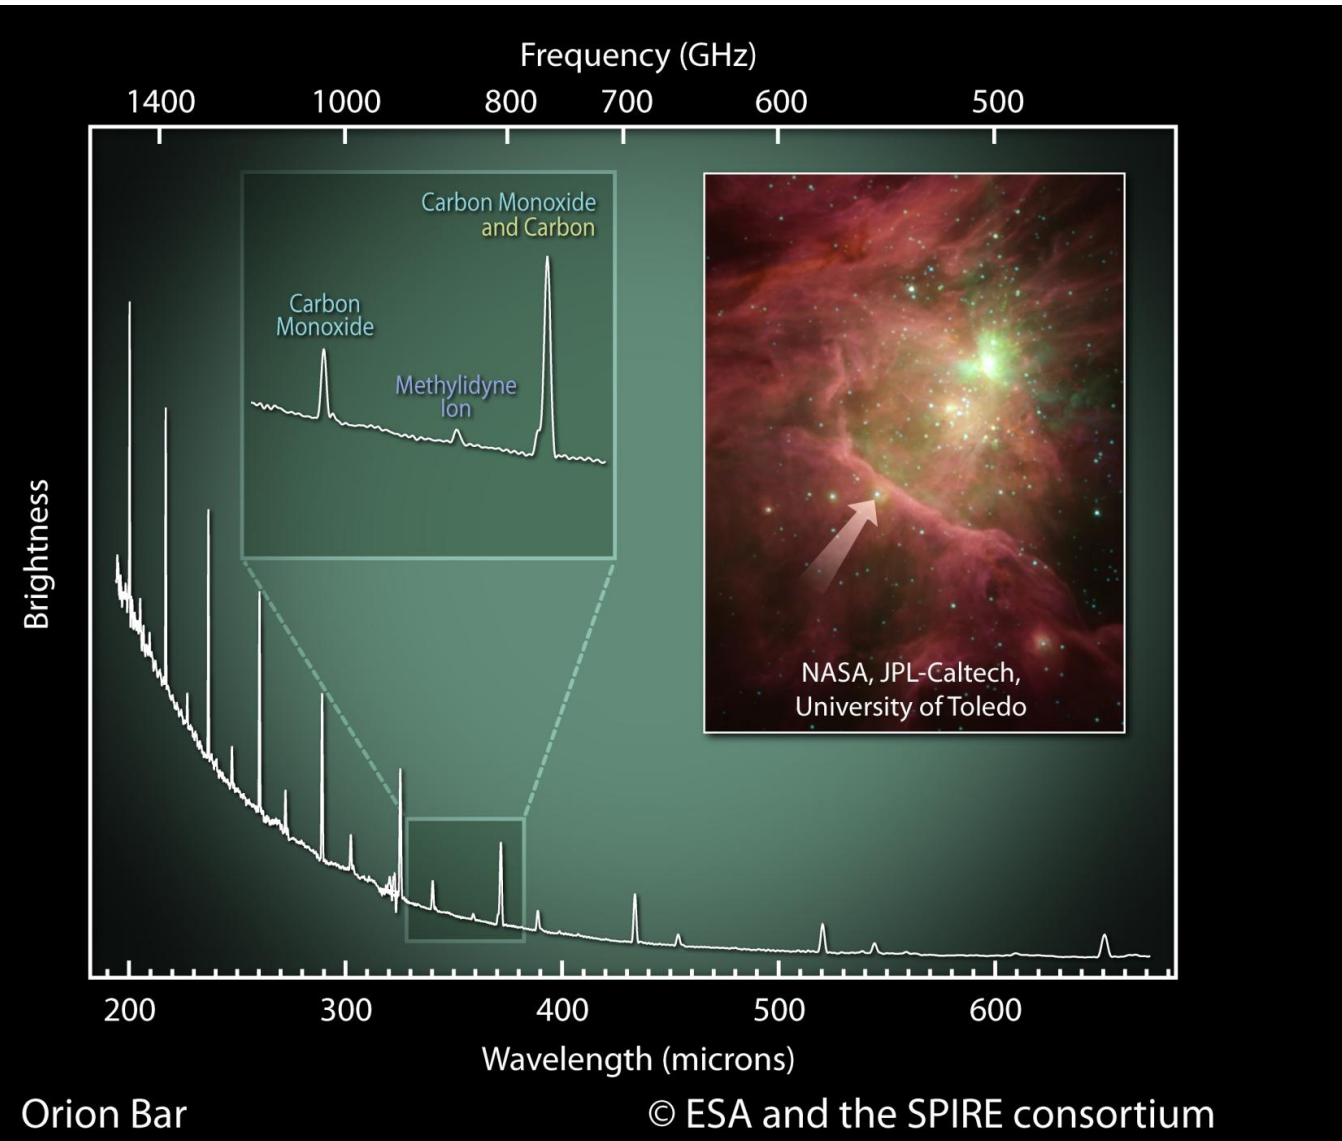 Frequency (GHz)
1400 1000 800 700 600 500
Carbon Monoxide
and Carbon
Carbon
Monoxide
Methylidyne
Ion
NASA, JPL-Caltech,
University of Toledo
Brightness
200 300 400 500 600
Wavelength (microns)
Orion Bar
© ESA and the SPIRE consortium